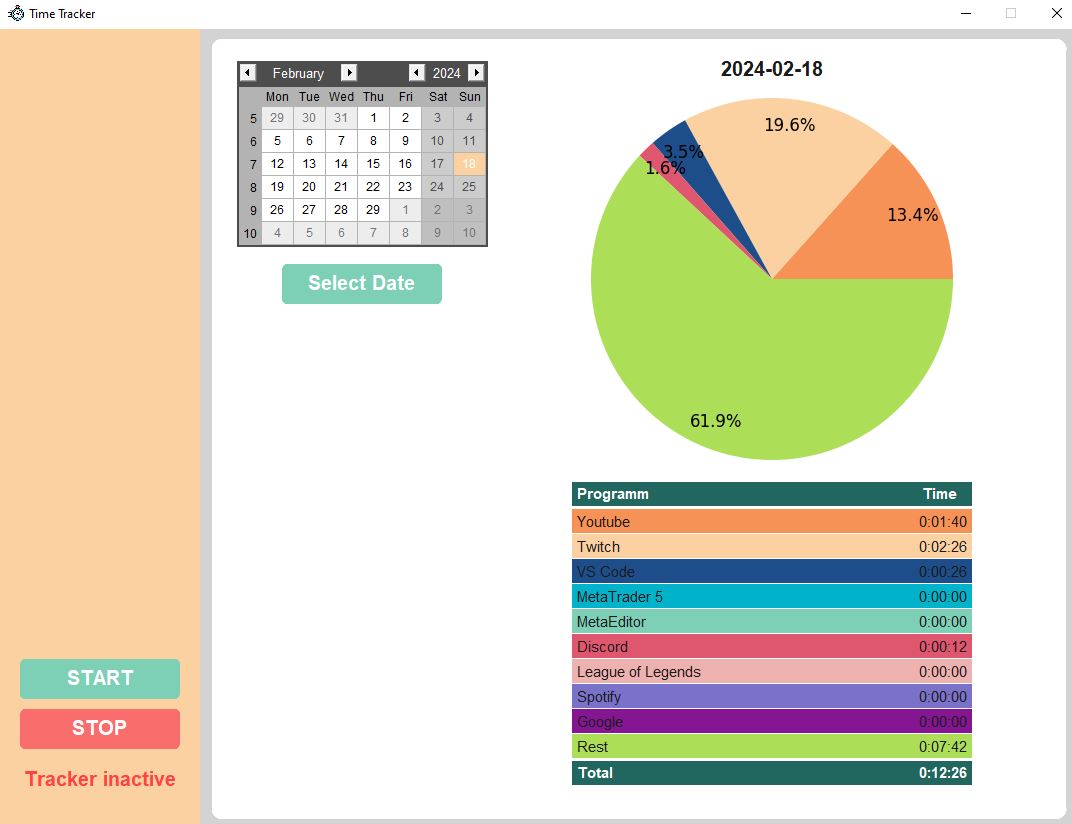 Time Tracker
February 2024
Mon Tue Wed Thu Fri Sat Sun
5 29 30 31 1 2 3 4
6 5 6 7 8 9 10 11
7 12 13 14 15 16 17 18
8 19 20 21 22 23 24 25
9 26 27 28 29 1 2 3
10 4 5 6 7 8 9 10
Select Date
START
STOP
Tracker inactive
2024-02-18
19.6%
3.5%
1.6%
13.4%
61.9%
Programm Time
Youtube 0:01:40
Twitch 0:02:26
VS Code 0:00:26
MetaTrader 5 0:00:00
MetaEditor 0:00:00
Discord 0:00:12
League of Legends 0:00:00
Spotify 0:00:00
Google 0:00:00
Rest 0:07:42
Total 0:12:26